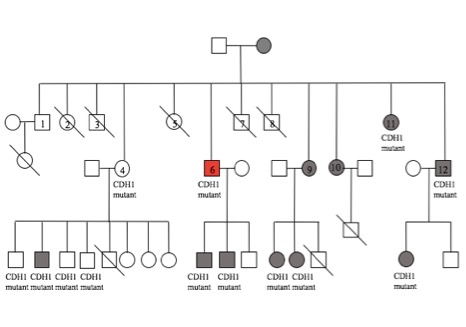 1 2 3 5 7 8 11
CDH1
mutant
4 6 9 10 12
CDH1 CDH1 CDH1
mutant mutant mutant
CDH1 CDH1 CDH1 CDH1 CDH1 CDH1 CDH1 CDH1 CDH1
mutant mutant mutant mutant mutant mutant mutant mutant mutant